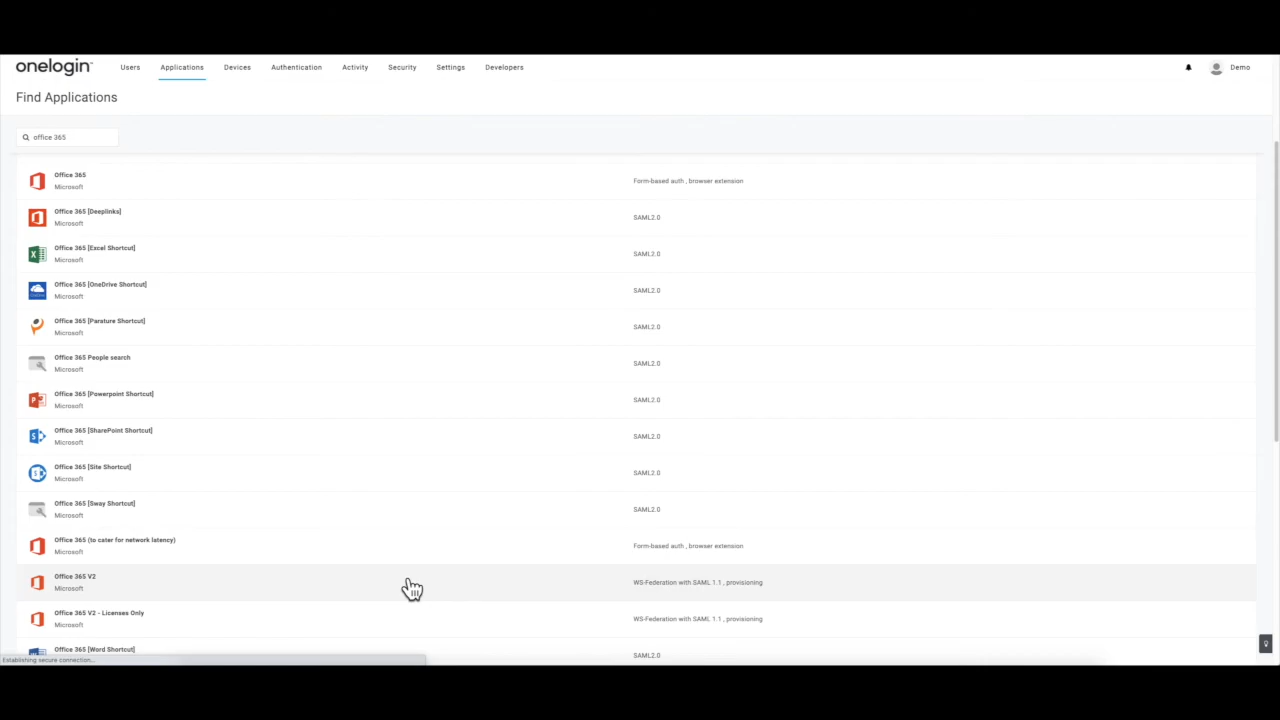 onelogin
Users Applications Devices Authentication Activity Security Settings Developers Demo
Find Applications
office 365
Office 365
Microsoft
Form-based auth , browser extension
Office 365 [Deeplinks]
Microsoft
SAML2.0
Office 365 [Excel Shortcut]
Microsoft
SAML2.0
Office 365 [OneDrive Shortcut]
Microsoft
SAML2.0
Office 365 [Parature Shortcut]
Microsoft
SAML2.0
Office 365 People search
Microsoft
SAML2.0
Office 365 [Powerpoint Shortcut]
Microsoft
SAML2.0
Office 365 [SharePoint Shortcut]
Microsoft
SAML2.0
Office 365 [Site Shortcut]
Microsoft
SAML2.0
Office 365 [Sway Shortcut]
Microsoft
SAML2.0
Office 365 (to cater for network latency)
Microsoft
Form-based auth , browser extension
Office 365 V2
Microsoft
WS-Federation with SAML 1.1 , provisioning
Office 365 V2 - Licenses Only
Microsoft
WS-Federation with SAML 1.1 , provisioning
Office 365 [Word Shortcut]
SAML2.0
Establishing secure connection...